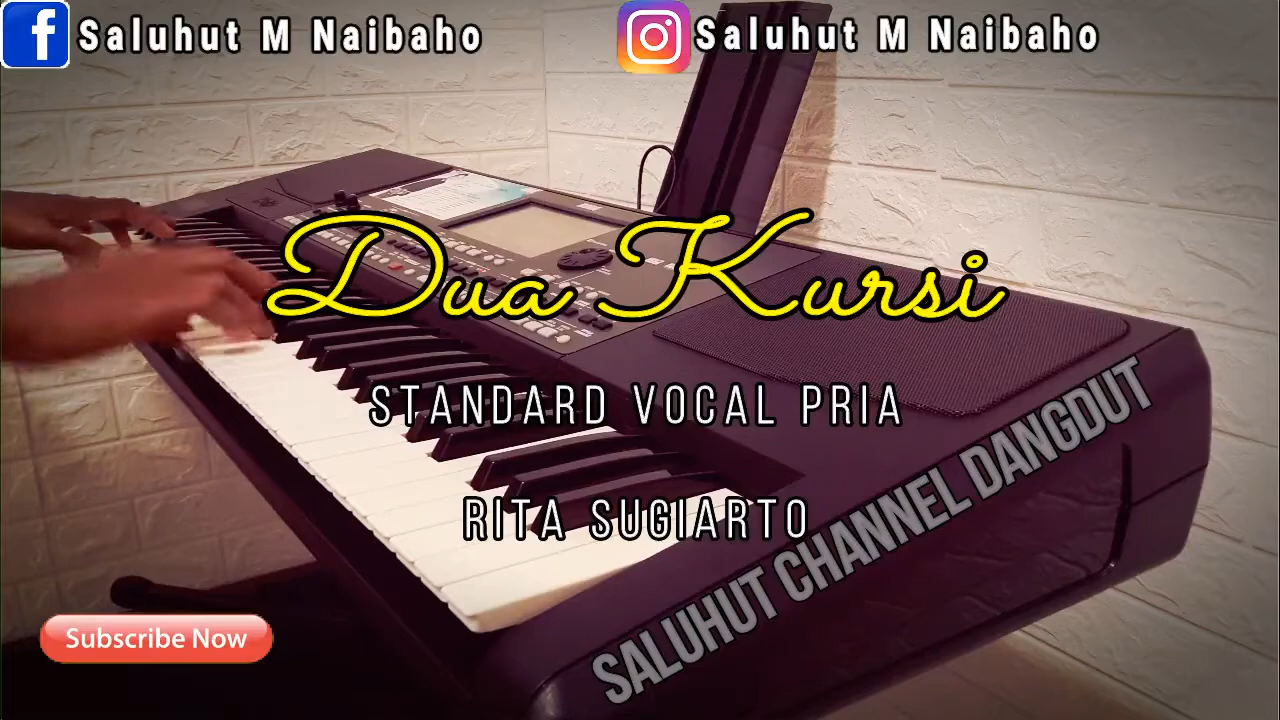 Saluhut M Naibaho
Saluhut M Naibaho
Dua Kursi
STANDARD VOCAL PRIA
RITA SUGIARTO
SALUHUT CHANNEL DANGDUT
Subscribe Now